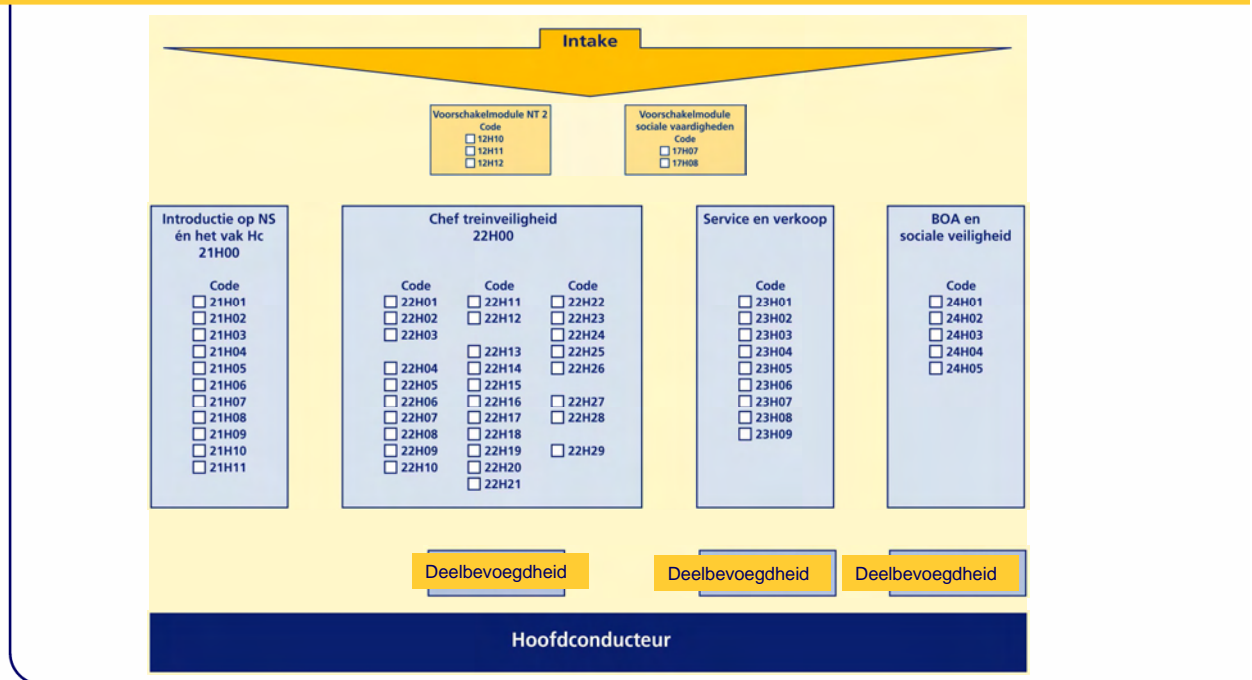 Intake
Voorschakelmodule NT 2
Code
12H10
12H11
12H12
Voorschakelmodule
sociale vaardigheden
Code
17H07
17H08
Introductie op NS
én het vak Hc
21H00
Code
21H01
21H02
21H03
21H04
21H05
21H06
21H07
21H08
21H09
21H10
21H11
Chef treinveiligheid
22H00
Code
22H01
22H02
22H03
22H04
22H05
22H06
22H07
22H08
22H09
22H10
Code
22H11
22H12
22H13
22H14
22H15
22H16
22H17
22H18
22H19
22H20
22H21
Code
22H22
22H23
22H24
22H25
22H26
22H27
22H28
22H29
Service en verkoop
Code
23H01
23H02
23H03
23H04
23H05
23H06
23H07
23H08
23H09
BOA en
sociale veiligheid
Code
24H01
24H02
24H03
24H04
24H05
Deelbevoegdheid
Deelbevoegdheid
Deelbevoegdheid
Hoofdconducteur